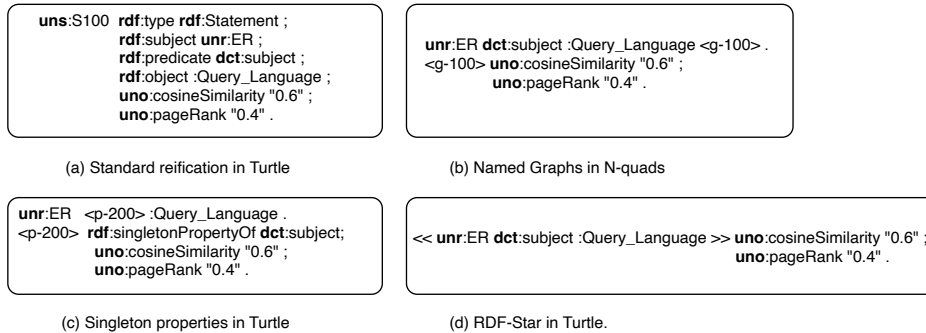 uns:S100 rdf:type rdf:Statement ;
rdf:subject unr:ER ;
rdf:predicate dct:subject ;
rdf:object :Query_Language ;
uno:cosineSimilarity "0.6" ;
uno:pageRank "0.4" .
(a) Standard reification in Turtle
unr:ER dct:subject :Query_Language <g-100> .
<g-100> uno:cosineSimilarity "0.6" ;
uno:pageRank "0.4" .
(b) Named Graphs in N-quads
unr:ER <p-200> :Query_Language .
<p-200> rdf:singletonPropertyOf dct:subject;
uno:cosineSimilarity "0.6" ;
uno:pageRank "0.4" .
(c) Singleton properties in Turtle
<< unr:ER dct:subject :Query_Language >> uno:cosineSimilarity "0.6" ;
uno:pageRank "0.4" .
(d) RDF-Star in Turtle.